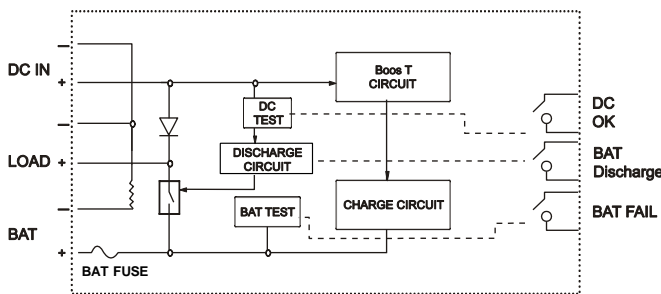 DC IN
–
+
Boos T
CIRCUIT
DC
TEST
DC
OK
–
LOAD
+
DISCHARGE
CIRCUIT
BAT
Discharge
–
BAT
+
BAT TEST
CHARGE CIRCUIT
BAT FAIL
BAT FUSE